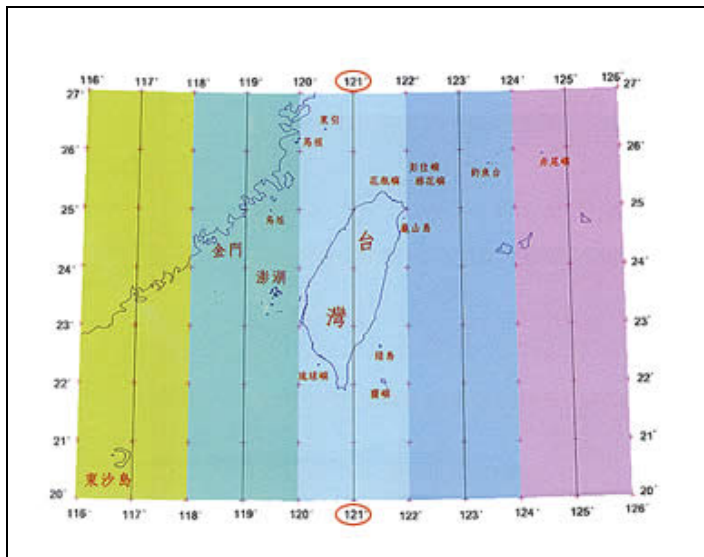 116° 117° 118° 119° 120° 121° 122° 123° 124° 125° 126°
27° 27°
東引
馬祖
26° 26°
彭佳嶼 釣魚台 赤尾嶼
花瓶嶼 棉花嶼
25° 25°
烏坵
龜山島
台
金門
24° 24°
澎湖
灣
23° 23°
綠島
琉球嶼
22° 22°
蘭嶼
21° 21°
東沙島
20° 20°
116° 117° 118° 119° 120° 121° 122° 123° 124° 125° 126°